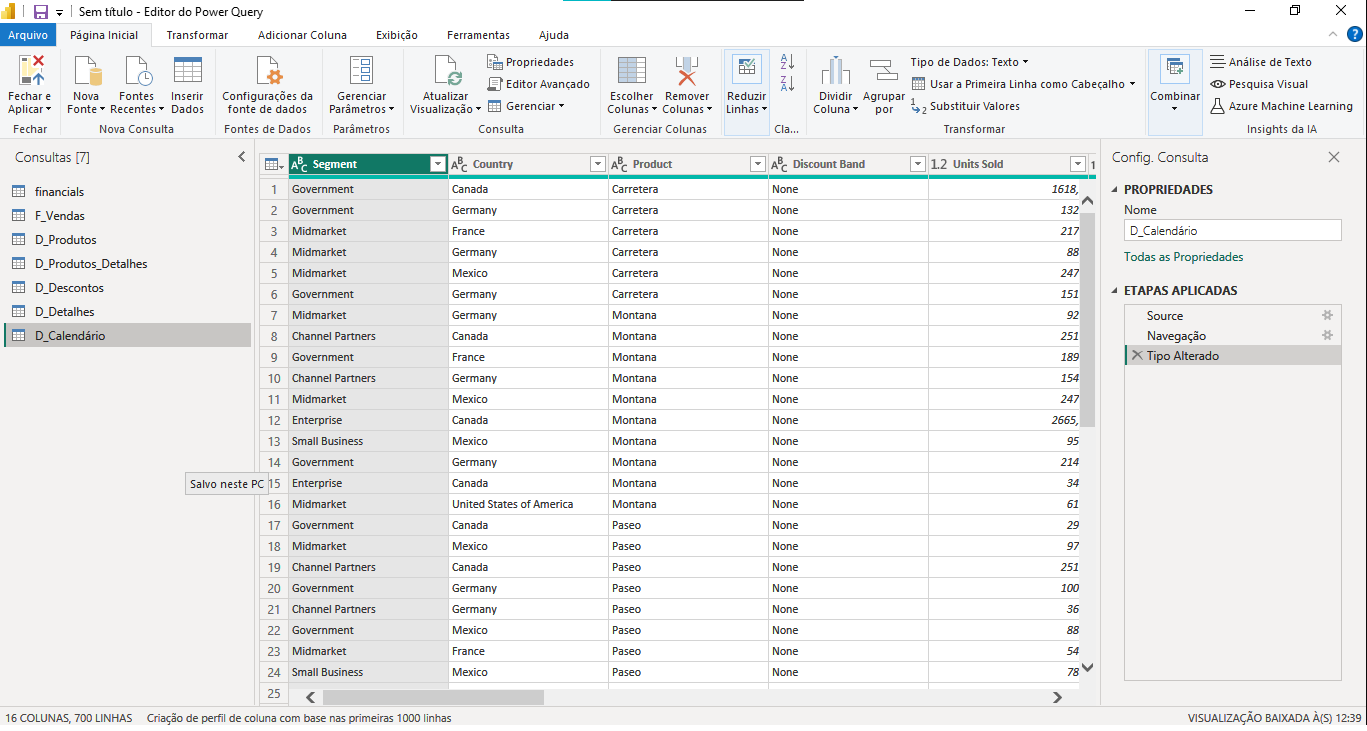 Sem título - Editor do Power Query
Arquivo Página Inicial Transformar Adicionar Coluna Exibição Ferramentas Ajuda ?
Fechar e Aplicar
Fechar
Nova Fonte Fontes Recentes Inserir Dados
Nova Consulta
Configurações da fonte de dados
Fontes de Dados
Gerenciar Parâmetros
Parâmetros
Atualizar Visualização
Propriedades
Editor Avançado
Gerenciar
Consulta
Escolher Colunas Remover Colunas
Gerenciar Colunas
Reduzir Linhas
A Z
Z A
Cla...
Dividir Coluna Agrupar por
Tipo de Dados: Texto
Usar a Primeira Linha como Cabeçalho
1 2 Substituir Valores
Transformar
Combinar
Análise de Texto
Pesquisa Visual
Azure Machine Learning
Insights da IA
Consultas [7]
financials
F_Vendas
D_Produtos
D_Produtos_Detalhes
D_Descontos
D_Detalhes
D_Calendário
Salvo neste PC
ABC Segment ABC Country ABC Product ABC Discount Band 1.2 Units Sold 1
1 Government Canada Carretera None 1618,
2 Government Germany Carretera None 132
3 Midmarket France Carretera None 217
4 Midmarket Germany Carretera None 88
5 Midmarket Mexico Carretera None 247
6 Government Germany Carretera None 151
7 Midmarket Germany Montana None 92
8 Channel Partners Canada Montana None 251
9 Government France Montana None 189
10 Channel Partners Germany Montana None 154
11 Midmarket Mexico Montana None 247
12 Enterprise Canada Montana None 2665,
13 Small Business Mexico Montana None 95
14 Government Germany Montana None 214
15 Enterprise Canada Montana None 34
16 Midmarket United States of America Montana None 61
17 Government Canada Paseo None 29
18 Midmarket Mexico Paseo None 97
19 Channel Partners Canada Paseo None 251
20 Government Germany Paseo None 100
21 Channel Partners Germany Paseo None 36
22 Government Mexico Paseo None 88
23 Midmarket France Paseo None 54
24 Small Business Mexico Paseo None 78
25
Config. Consulta
PROPRIEDADES
Nome
D_Calendário
Todas as Propriedades
ETAPAS APLICADAS
Source
Navegação
Tipo Alterado
16 COLUNAS, 700 LINHAS Criação de perfil de coluna com base nas primeiras 1000 linhas VISUALIZAÇÃO BAIXADA À(S) 12:39